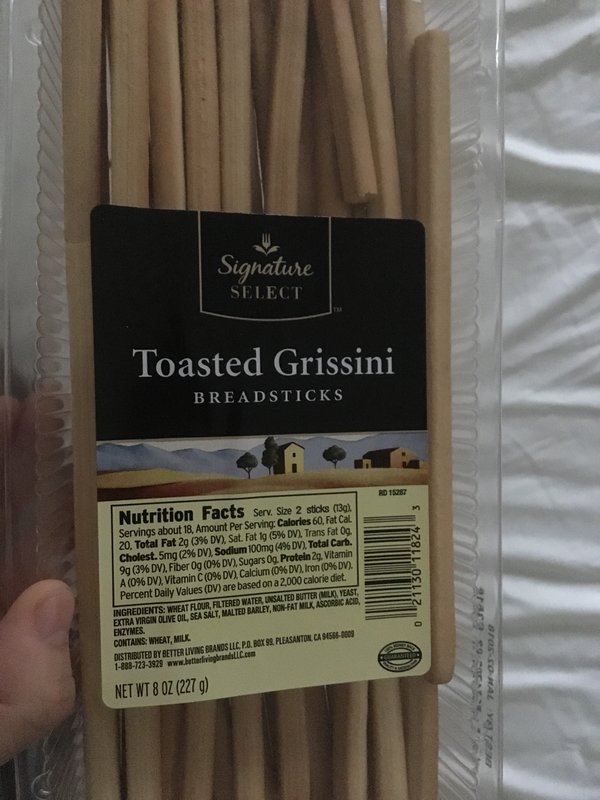 Signature
SELECT
TM
Toasted Grissini
BREADSTICKS
RD 15287
Nutrition Facts Serv. Size 2 sticks (13g),
Servings about 18, Amount Per Serving: Calories 60, Fat Cal.
20, Total Fat 2g (3% DV), Sat. Fat 1g (5% DV), Trans Fat 0g,
Cholest. 5mg (2% DV), Sodium 100mg (4% DV), Total Carb.
9g (3% DV), Fiber 0g (0% DV), Sugars 0g, Protein 2g, Vitamin
A (0% DV), Vitamin C (0% DV), Calcium (0% DV), Iron (0% DV).
Percent Daily Values (DV) are based on a 2,000 calorie diet.
INGREDIENTS: WHEAT FLOUR, FILTERED WATER, UNSALTED BUTTER (MILK), YEAST,
EXTRA VIRGIN OLIVE OIL, SEA SALT, MALTED BARLEY, NON-FAT MILK, ASCORBIC ACID,
ENZYMES.
CONTAINS: WHEAT, MILK.
DISTRIBUTED BY BETTER LIVING BRANDS LLC, P.O. BOX 99, PLEASANTON, CA 94566-0009
1-888-723-3929 www.betterlivingbrandsLLC.com
NET WT 8 OZ (227 g)
0 21130 11824 3
GUARANTEED